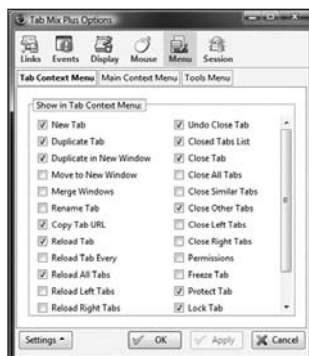 Tab Mix Plus Options
Links Events Display Mouse Menu Session
Tab Context Menu Main Context Menu Tools Menu
Show in Tab Context Menu:
New Tab
Duplicate Tab
Duplicate in New Window
Move to New Window
Merge Windows
Rename Tab
Copy Tab URL
Reload Tab
Reload Tab Every
Reload All Tabs
Reload Left Tabs
Reload Right Tabs
Undo Close Tab
Closed Tabs List
Close Tab
Close All Tabs
Close Similar Tabs
Close Other Tabs
Close Left Tabs
Close Right Tabs
Permissions
Freeze Tab
Protect Tab
Lock Tab
Settings OK Apply Cancel